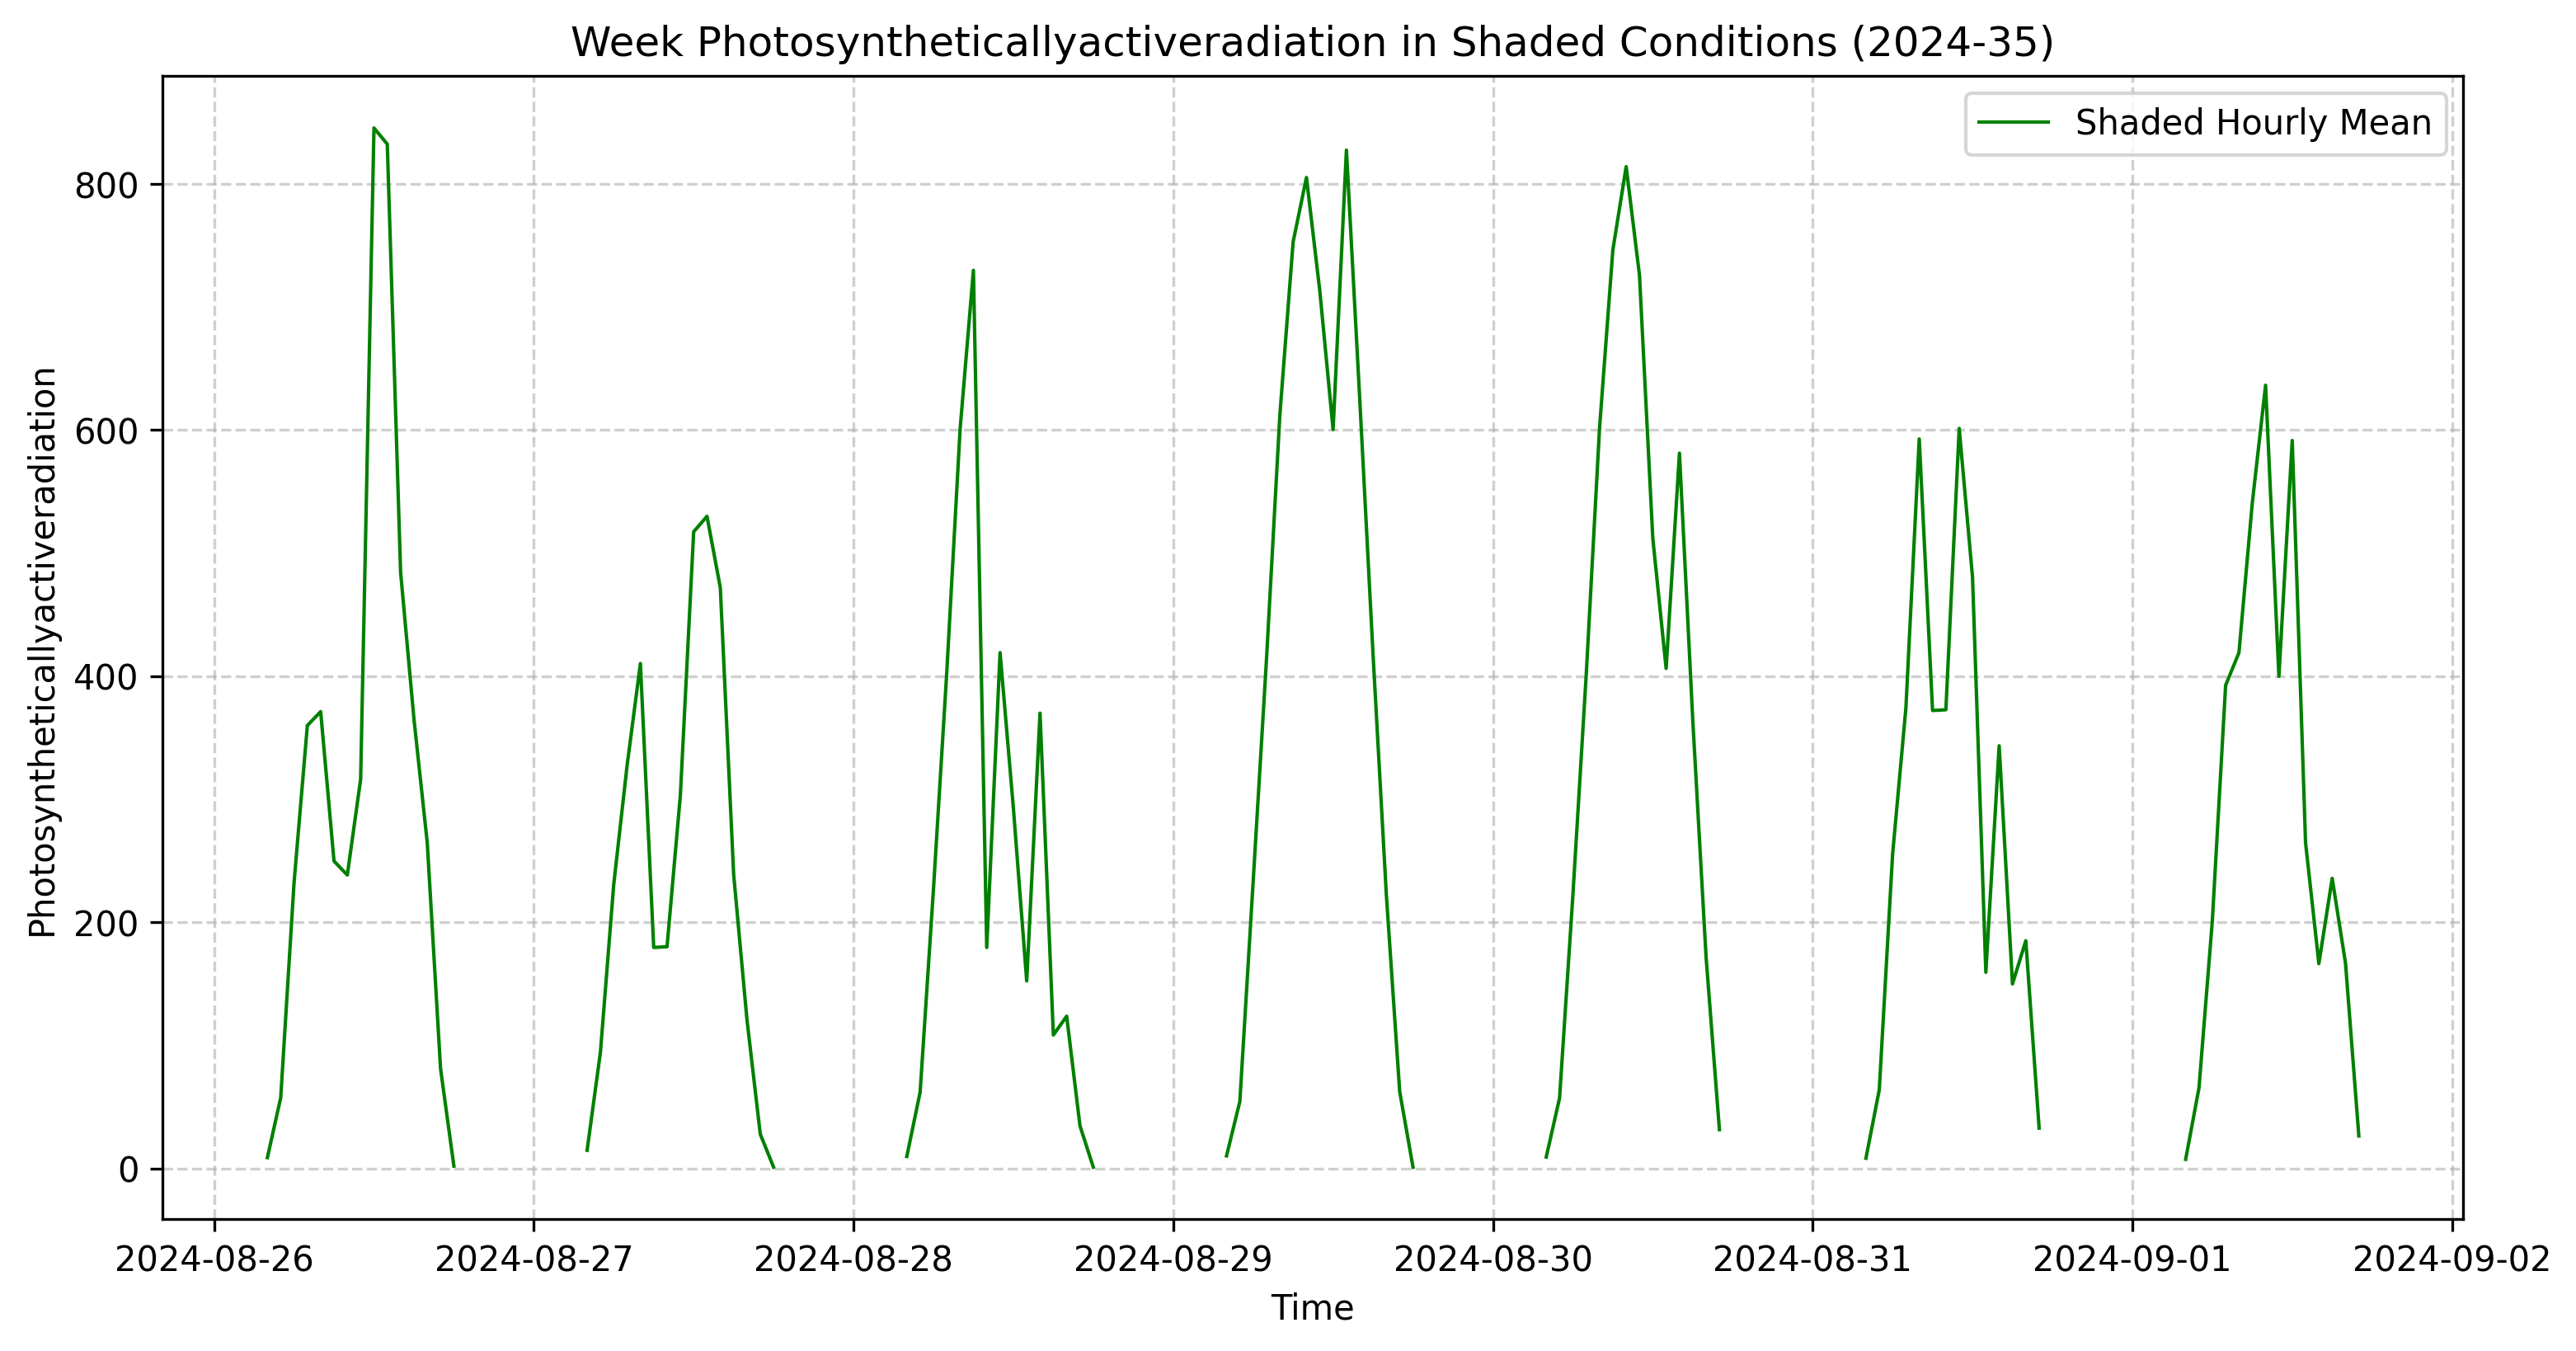 Week Photosyntheticallyactiveradiation in Shaded Conditions (2024-35)
Shaded Hourly Mean
Photosyntheticallyactiveradiation
800
600
400
200
0
2024-08-26 2024-08-27 2024-08-28 2024-08-29 2024-08-30 2024-08-31 2024-09-01 2024-09-02
Time